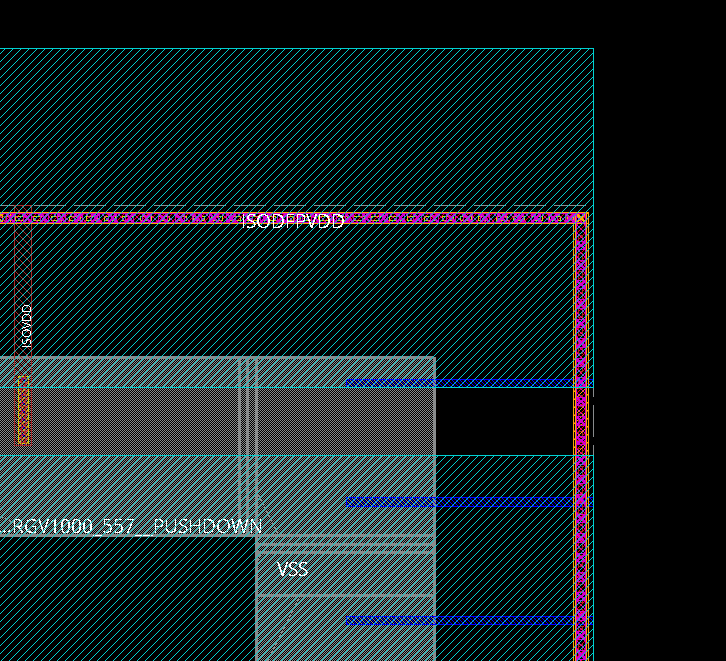 ISODFPVDD
ISOVDD
...RGV1000_557__PUSHDOWN
VSS